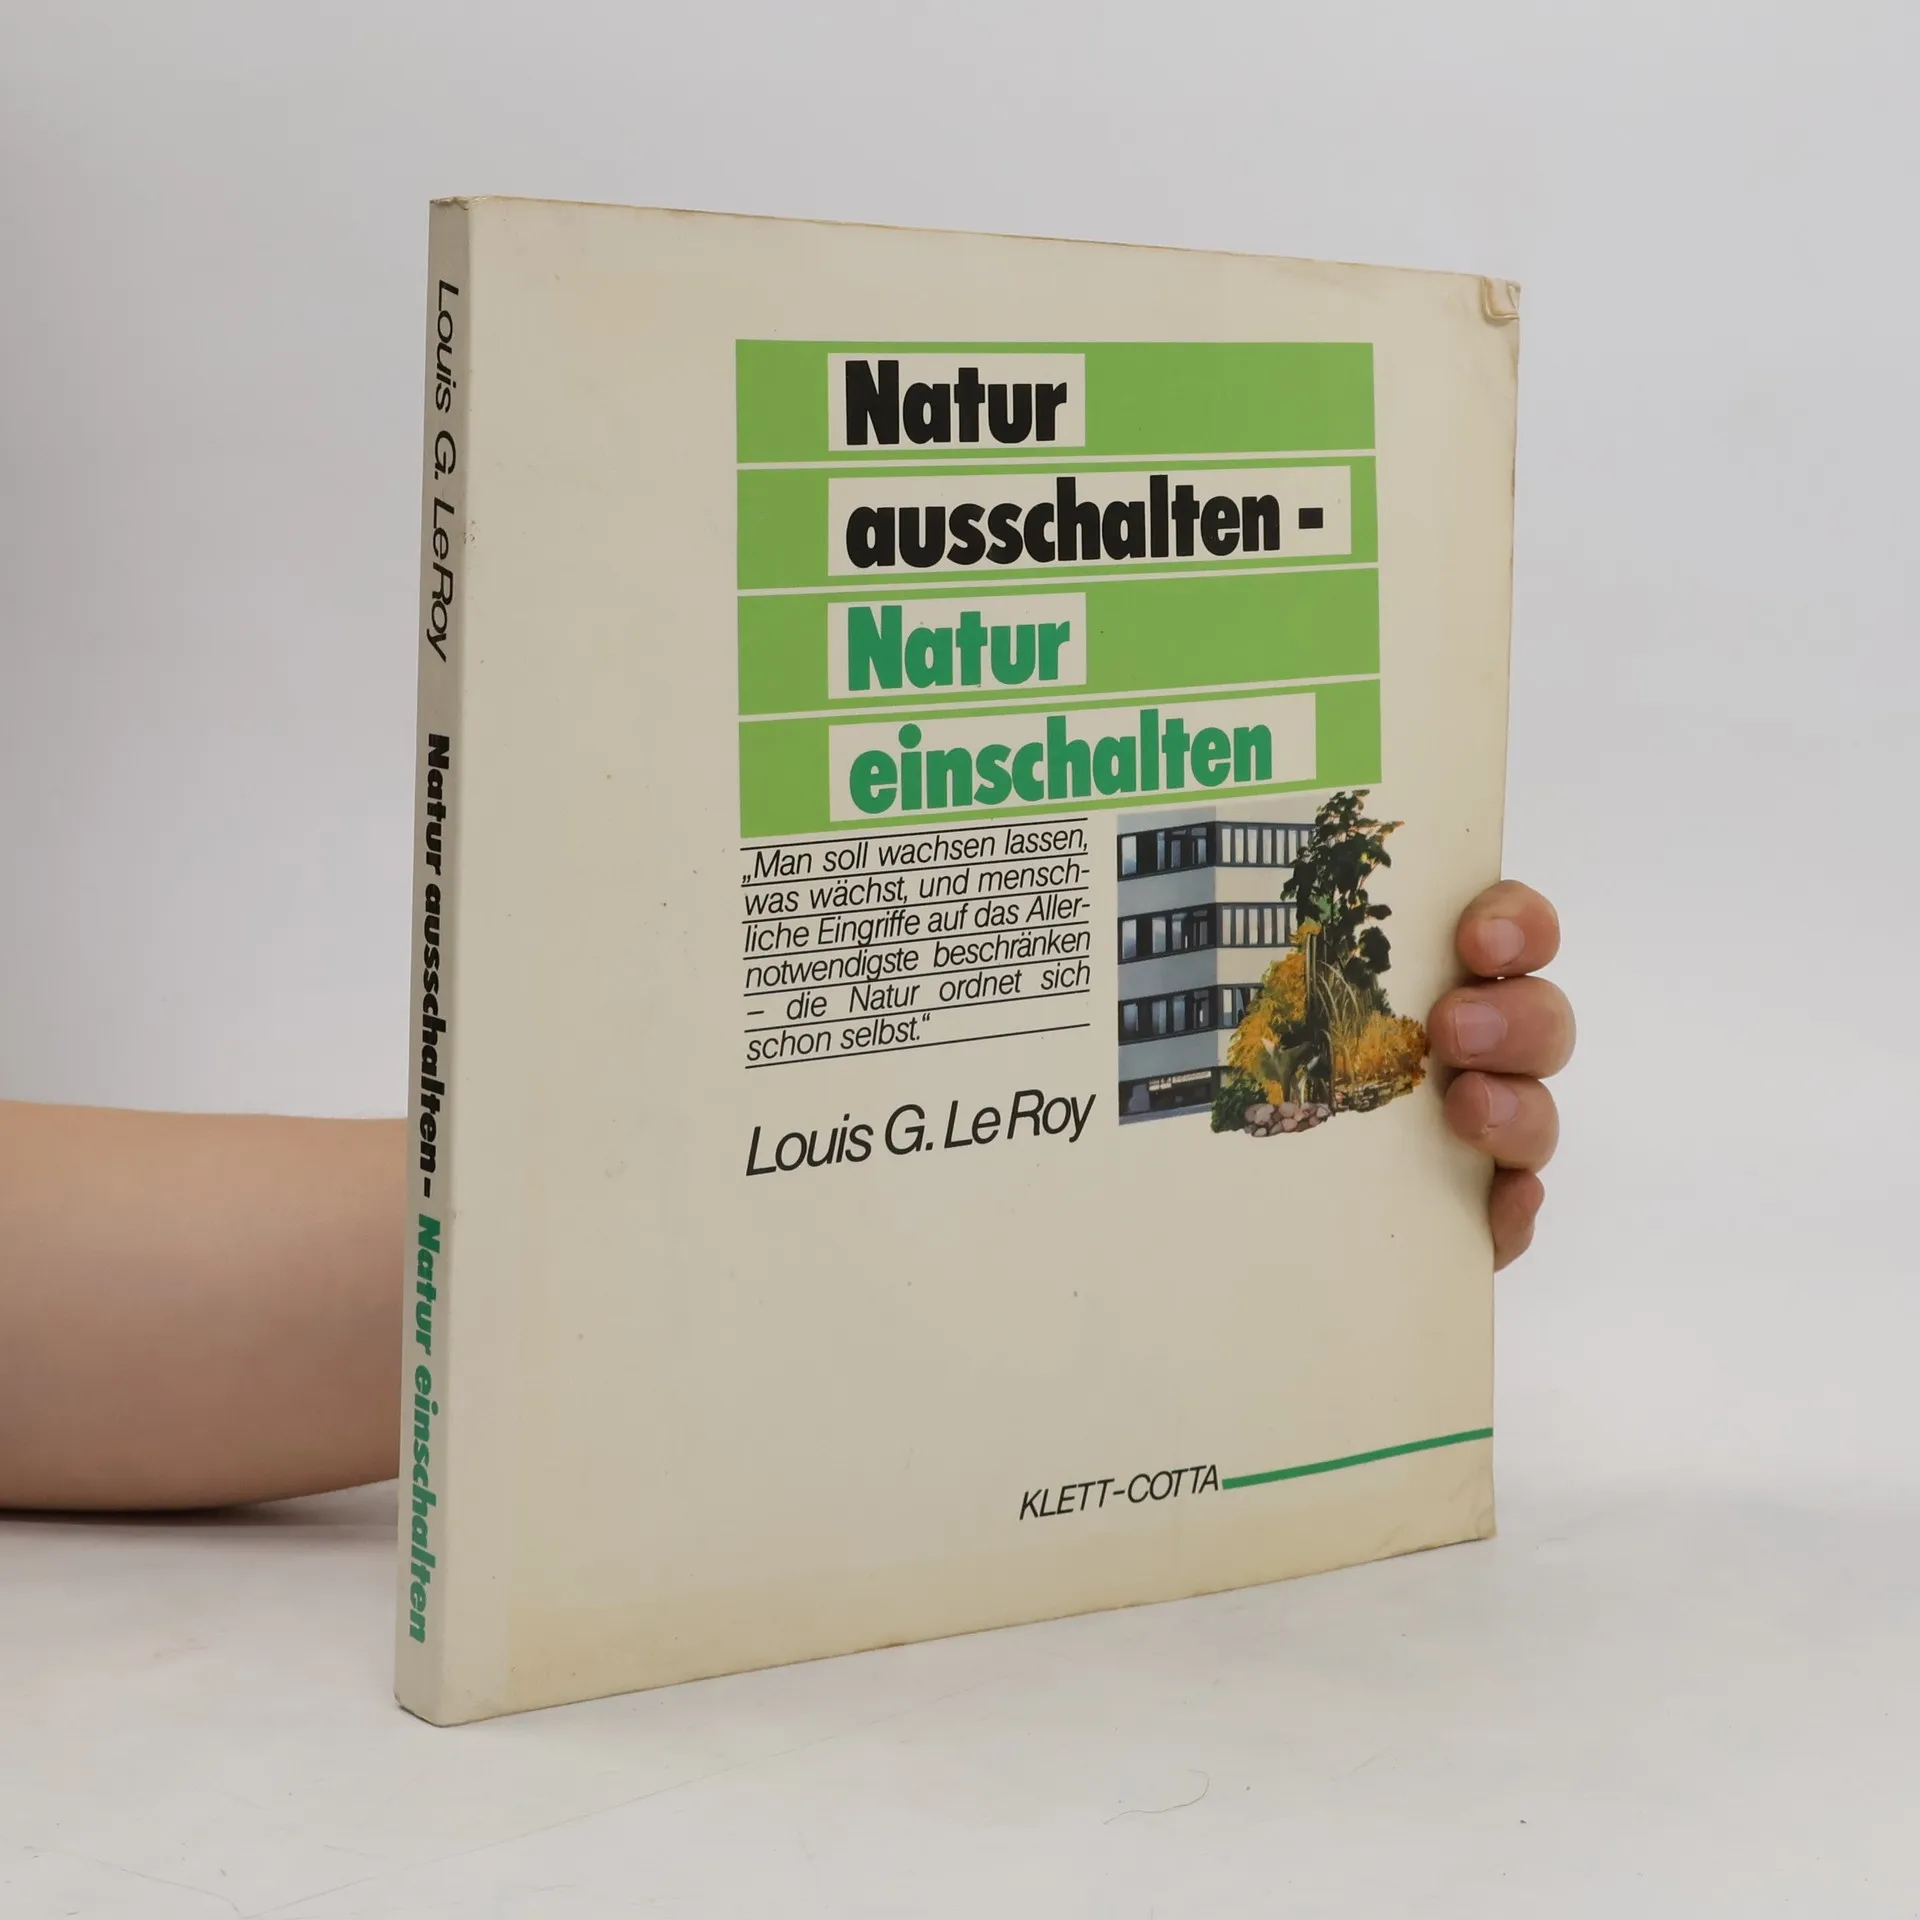 Louis G. Le Roy Natur ausschalten - Natur einschalten
Natur
ausschalten -
Natur
einschalten
„Man soll wachsen lassen,
was wächst, und mensch-
liche Eingriffe auf das Aller-
notwendigste beschränken
– die Natur ordnet sich
schon selbst.“
Louis G. Le Roy
KLETT-COTTA